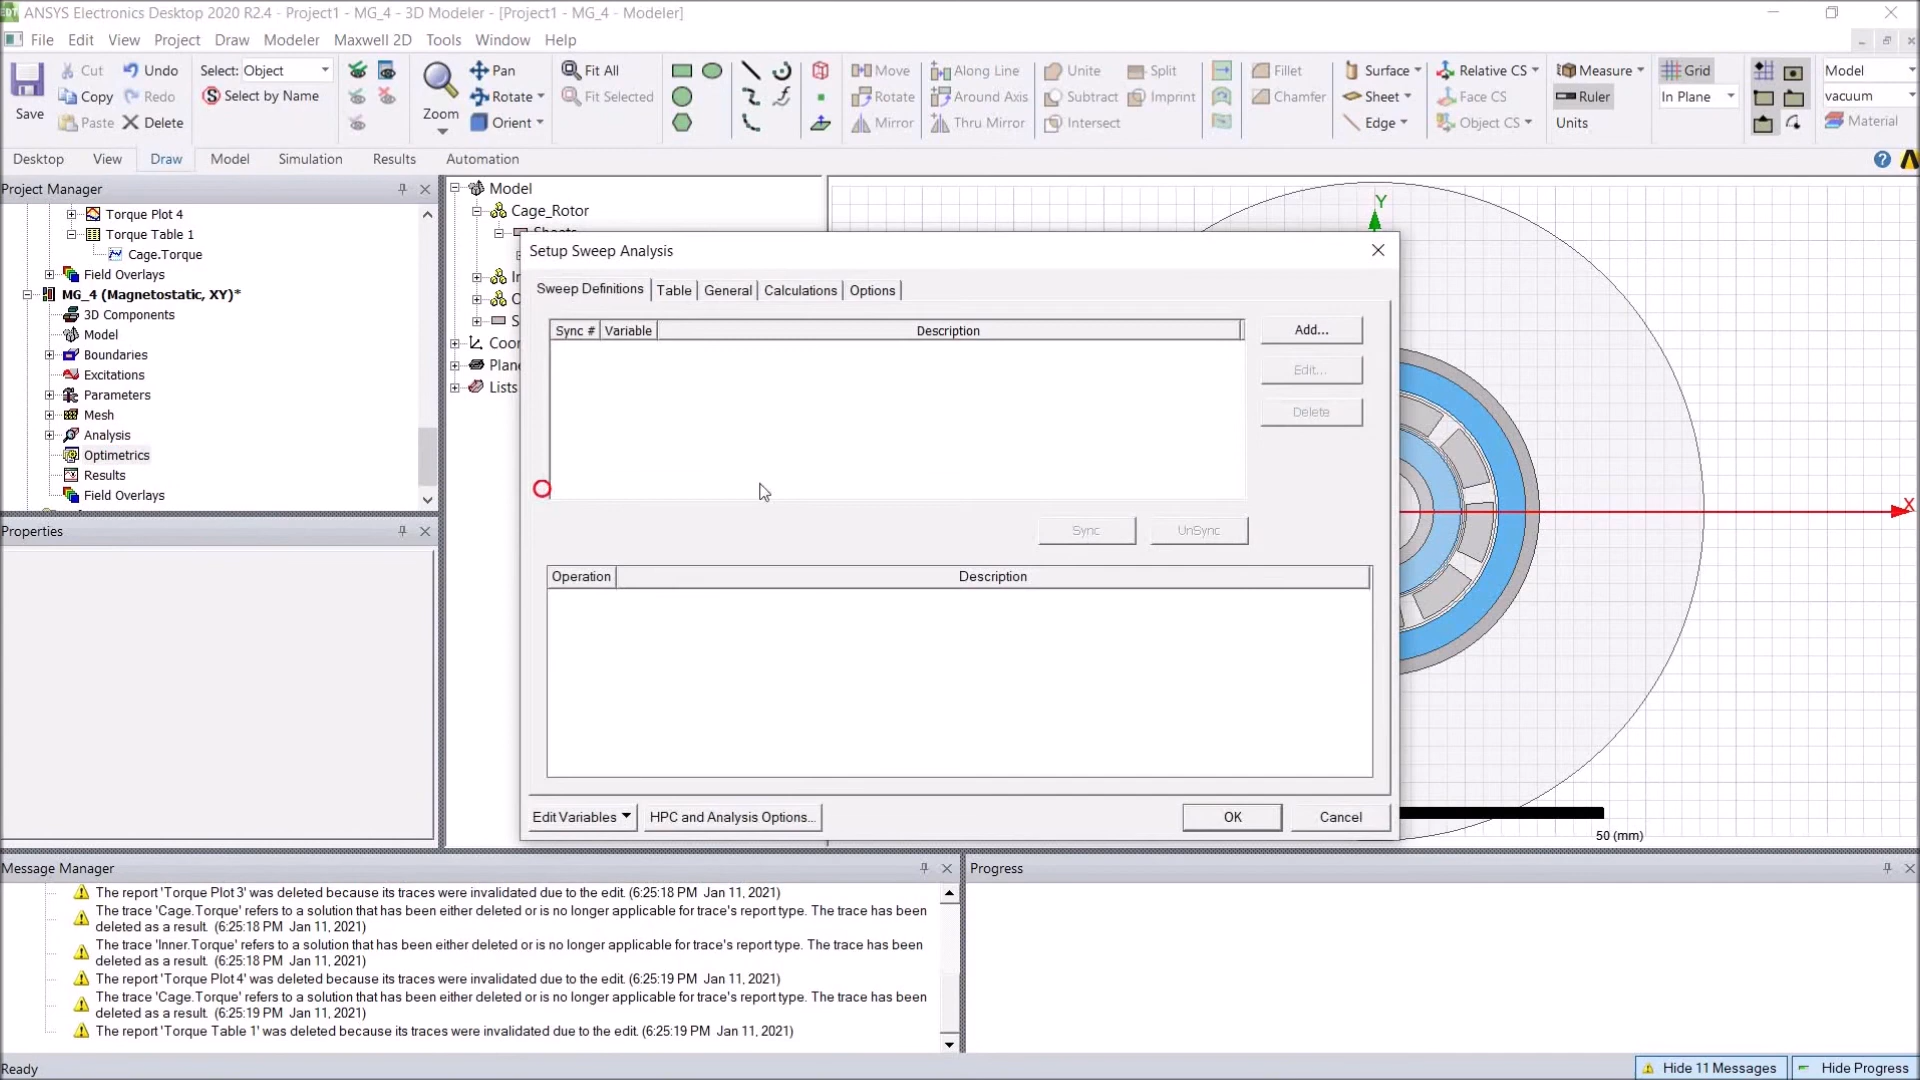 ANSYS Electronics Desktop 2020 R2.4 - Project1 - MG_4 - 3D Modeler - [Project1 - MG_4 - Modeler]
File Edit View Project Draw Modeler Maxwell 2D Tools Window Help
Save
Cut Copy Paste
Undo Redo Delete
Select: Object
Select by Name
Zoom
Pan
Rotate
Orient
Fit All
Fit Selected
Move Rotate Mirror
Along Line
Around Axis
Thru Mirror
Unite Subtract Intersect
Split Imprint
Fillet Chamfer
Surface Sheet Edge
Relative CS
Face CS
Object CS
Measure Ruler Units
Grid
In Plane
Model
vacuum
Material
Desktop View Draw Model Simulation Results Automation
Project Manager
Torque Plot 4
Torque Table 1
Cage.Torque
Field Overlays
MG_4 (Magnetostatic, XY)*
3D Components
Model
Boundaries
Excitations
Parameters
Mesh
Analysis
Optimetrics
Results
Field Overlays
Properties
Model
Cage_Rotor
Sheets
Lists
Y
X
50 (mm)
Setup Sweep Analysis
Sweep Definitions Table General Calculations Options
Sync # Variable Description
Add...
Edit...
Delete
Sync UnSync
Operation Description
Edit Variables HPC and Analysis Options... OK Cancel
Message Manager
The report 'Torque Plot 3' was deleted because its traces were invalidated due to the edit. (6:25:18 PM Jan 11, 2021)
The trace 'Cage.Torque' refers to a solution that has been either deleted or is no longer applicable for trace's report type. The trace has been
deleted as a result. (6:25:18 PM Jan 11, 2021)
The trace 'Inner.Torque' refers to a solution that has been either deleted or is no longer applicable for trace's report type. The trace has been
deleted as a result. (6:25:18 PM Jan 11, 2021)
The report 'Torque Plot 4' was deleted because its traces were invalidated due to the edit. (6:25:19 PM Jan 11, 2021)
The trace 'Cage.Torque' refers to a solution that has been either deleted or is no longer applicable for trace's report type. The trace has been
deleted as a result. (6:25:19 PM Jan 11, 2021)
The report 'Torque Table 1' was deleted because its traces were invalidated due to the edit. (6:25:19 PM Jan 11, 2021)
Progress
Ready
Hide 11 Messages Hide Progress